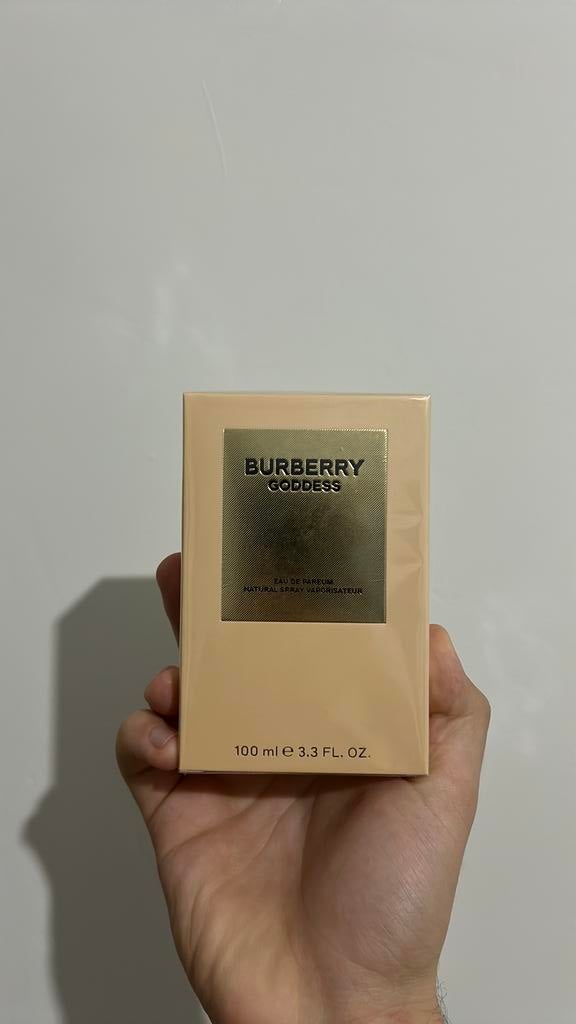 BURBERRY
GODDESS
EAU DE PARFUM
NATURAL SPRAY VAPORISATEUR
100 ml ℮ 3.3 FL. OZ.